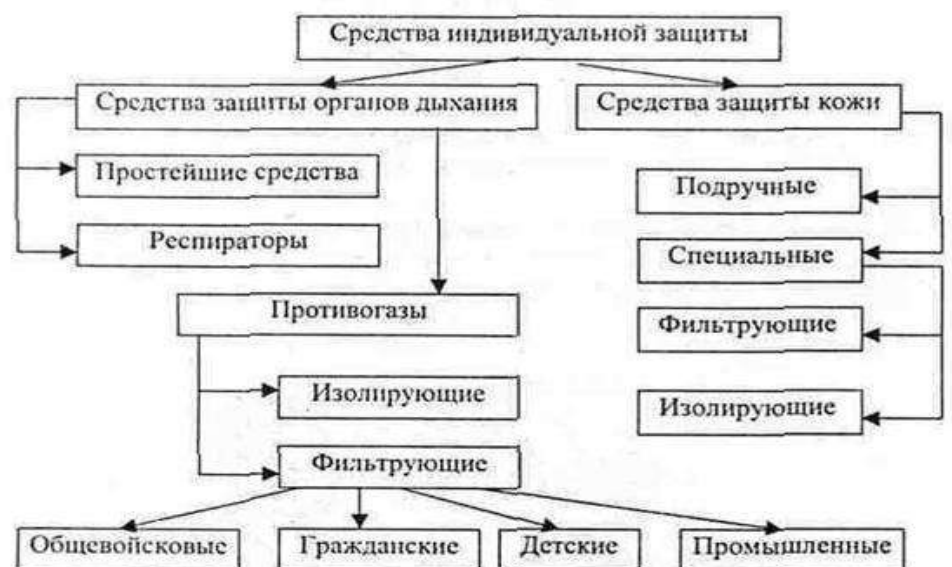 Средства индивидуальной защиты
Средства защиты органов дыхания
Средства защиты кожи
Простейшие средства
Респираторы
Противогазы
Изолирующие
Фильтрующие
Общевойсковые
Гражданские
Детские
Промышленные
Подручные
Специальные
Фильтрующие
Изолирующие